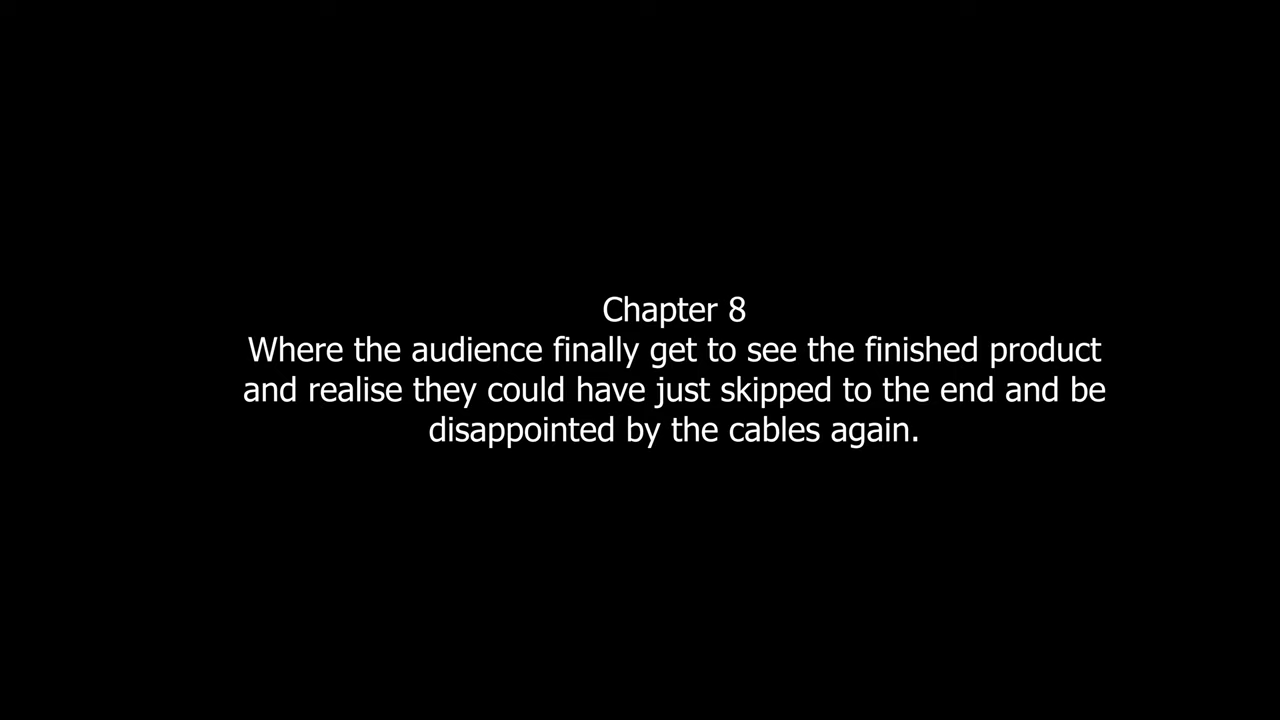 Chapter 8
Where the audience finally get to see the finished product
and realise they could have just skipped to the end and be
disappointed by the cables again.